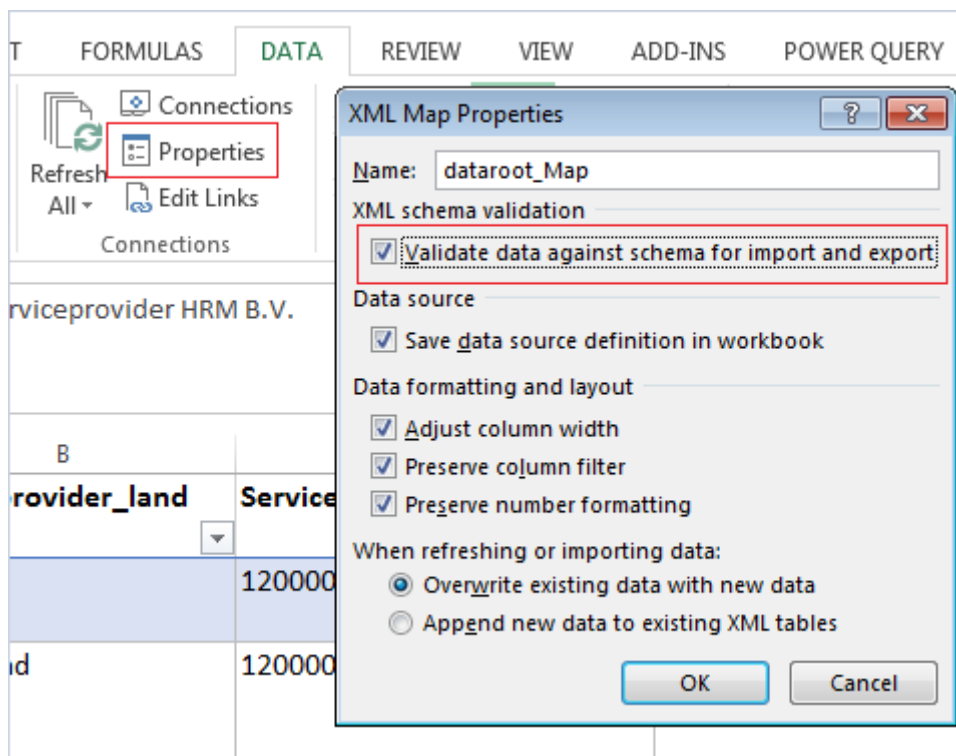 T FORMULAS DATA REVIEW VIEW ADD-INS POWER QUERY
Connections
Properties
Edit Links
Refresh
All
Connections
XML Map Properties
?
Name: dataroot_Map
XML schema validation
Validate data against schema for import and export
Data source
Save data source definition in workbook
Data formatting and layout
Adjust column width
Preserve column filter
Preserve number formatting
When refreshing or importing data:
Overwrite existing data with new data
Append new data to existing XML tables
OK Cancel
rviceprovider HRM B.V.
B
rovider_land Service
120000
nd 120000